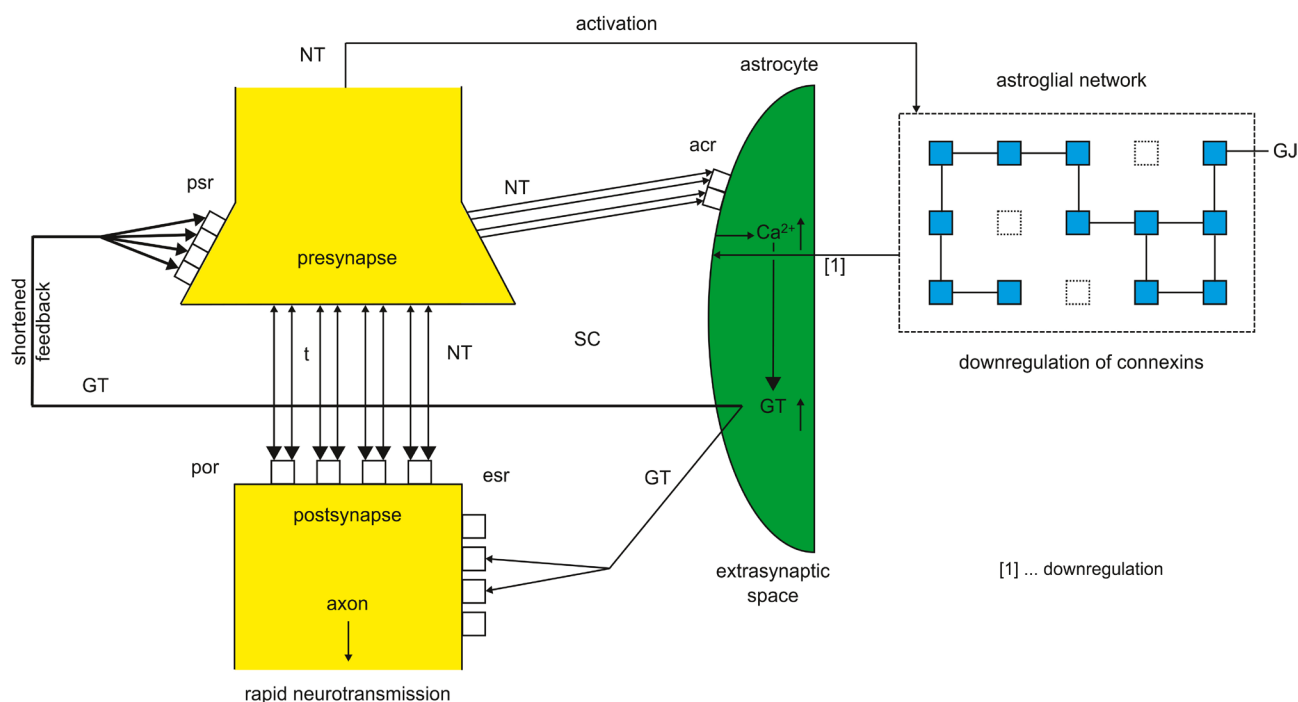 activation
NT
astrocyte
astroglial network
acr
GJ
psr
NT
Ca2+
presynapse
[1]
shortened
feedback
t
NT
SC
downregulation of connexins
GT
GT
por
esr
GT
postsynapse
extrasynaptic
space
[1] ... downregulation
axon
rapid neurotransmission